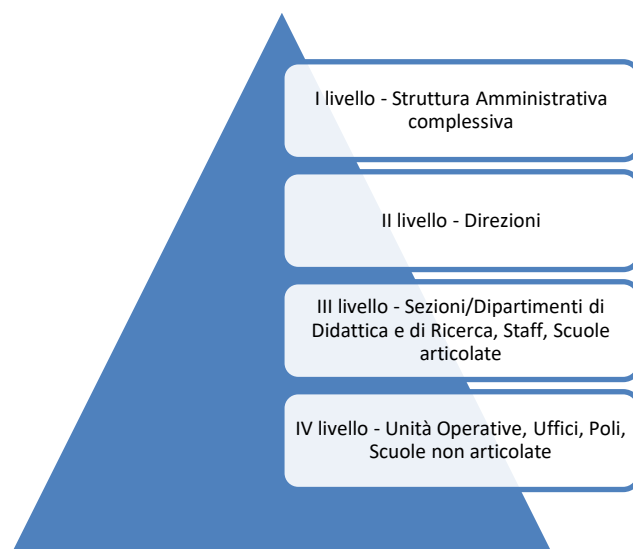 I livello - Struttura Amministrativa
complessiva
II livello - Direzioni
III livello - Sezioni/Dipartimenti di
Didattica e di Ricerca, Staff, Scuole
articolate
IV livello - Unità Operative, Uffici, Poli,
Scuole non articolate